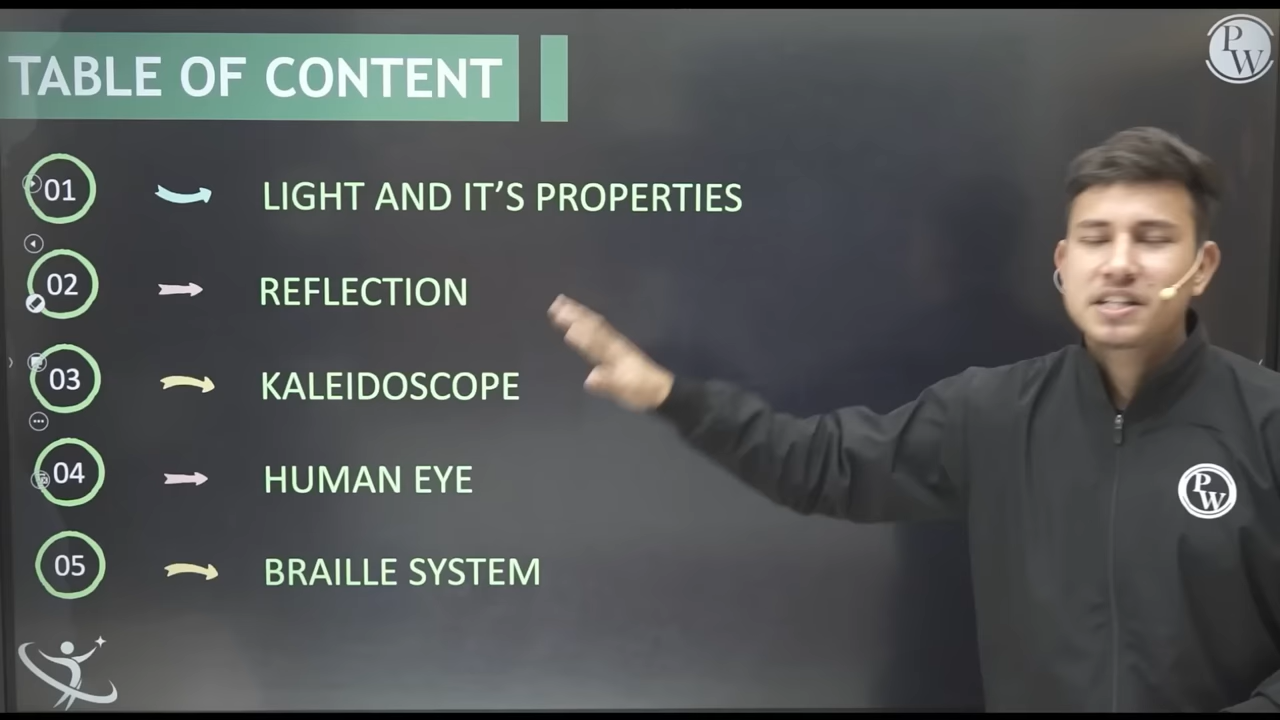 TABLE OF CONTENT
PW
01 LIGHT AND IT’S PROPERTIES
02 REFLECTION
03 KALEIDOSCOPE
04 HUMAN EYE
05 BRAILLE SYSTEM
PW